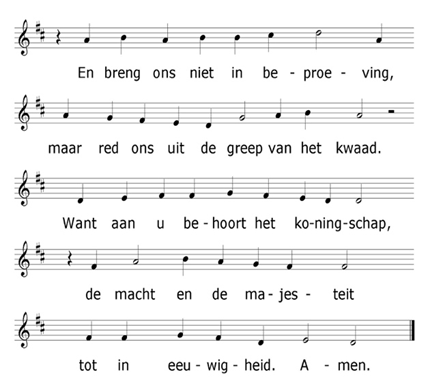 En breng ons niet in be - proe - ving,
maar red ons uit de greep van het kwaad.
Want aan u be - hoort het ko - ning - schap,
de macht en de ma - jes - teit
tot in eeu - wig - heid. A - men.